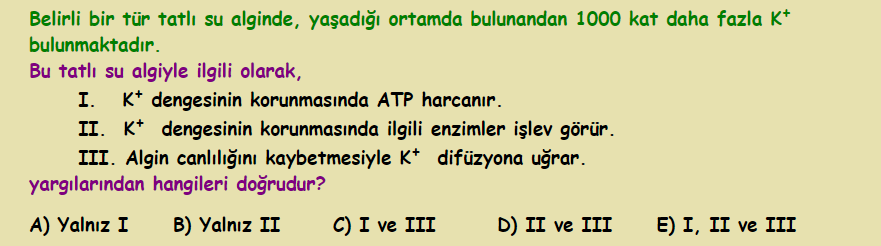 Belirli bir tür tatlı su alginde, yaşadığı ortamda bulunandan 1000 kat daha fazla K⁺
bulunmaktadır.
Bu tatlı su algiyle ilgili olarak,
I. K⁺ dengesinin korunmasında ATP harcanır.
II. K⁺ dengesinin korunmasında ilgili enzimler işlev görür.
III. Algin canlılığını kaybetmesiyle K⁺ difüzyona uğrar.
yargılarından hangileri doğrudur?
A) Yalnız I B) Yalnız II C) I ve III D) II ve III E) I, II ve III